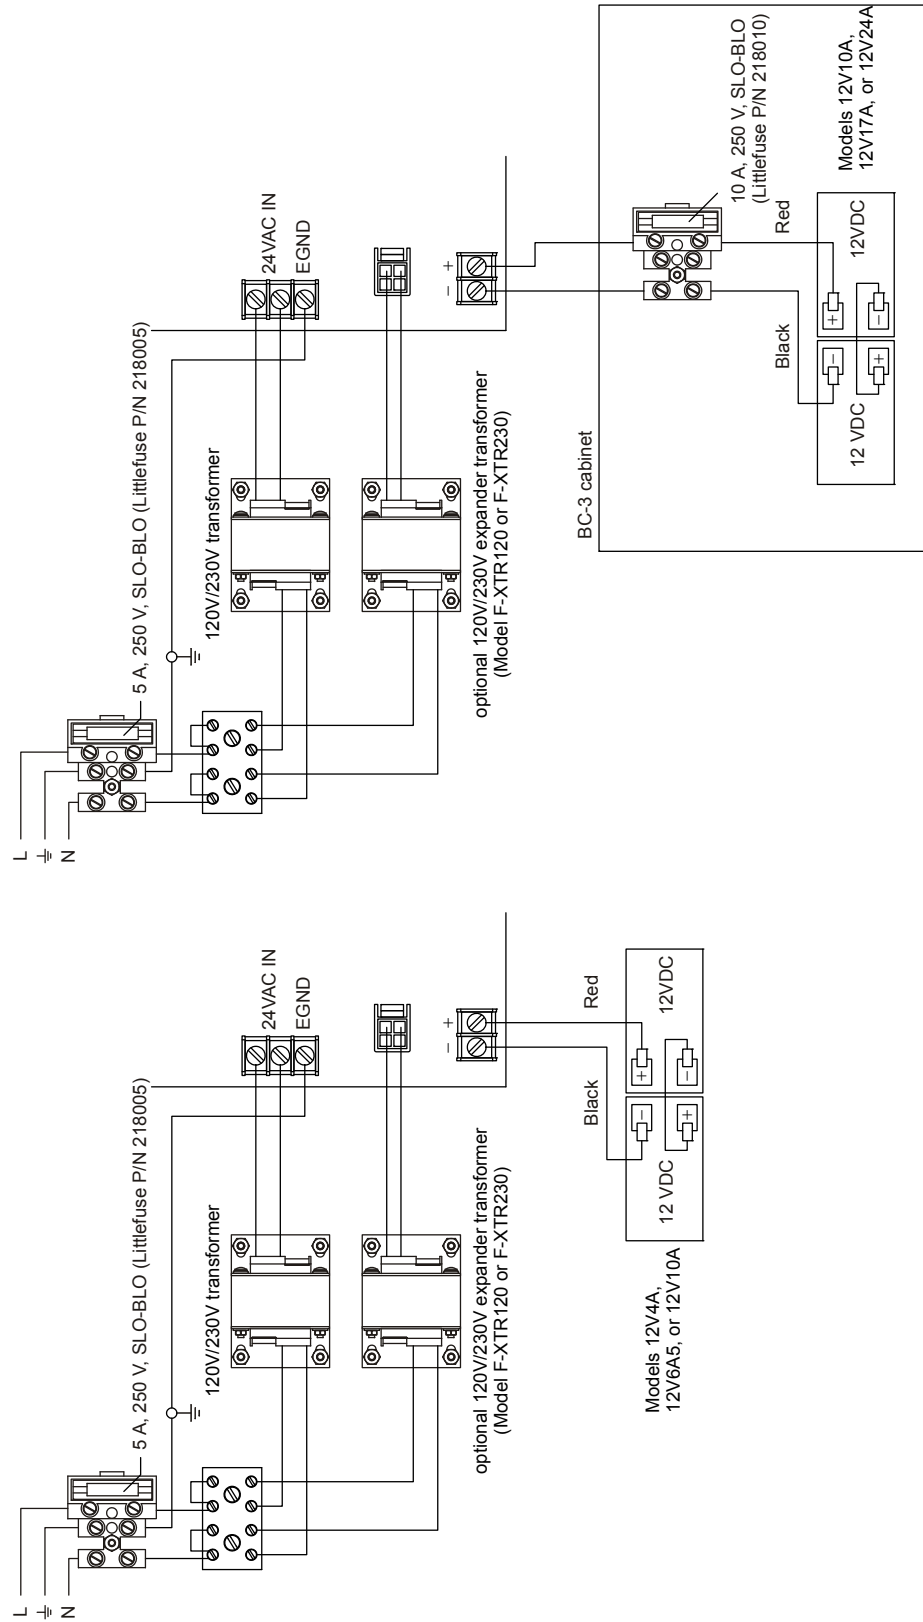 L
N
5 A, 250 V, SLO-BLO (Littlefuse P/N 218005)
120V/230V transformer
24VAC IN
EGND
optional 120V/230V expander transformer
(Model F-XTR120 or F-XTR230)
– +
Black
Red
– +
+ –
12 VDC
12VDC
Models 12V4A,
12V6A5, or 12V10A
L
N
5 A, 250 V, SLO-BLO (Littlefuse P/N 218005)
120V/230V transformer
24VAC IN
EGND
optional 120V/230V expander transformer
(Model F-XTR120 or F-XTR230)
– +
BC-3 cabinet
10 A, 250 V, SLO-BLO
(Littlefuse P/N 218010)
Black
Red
– +
+ –
12 VDC
12VDC
Models 12V10A,
12V17A, or 12V24A